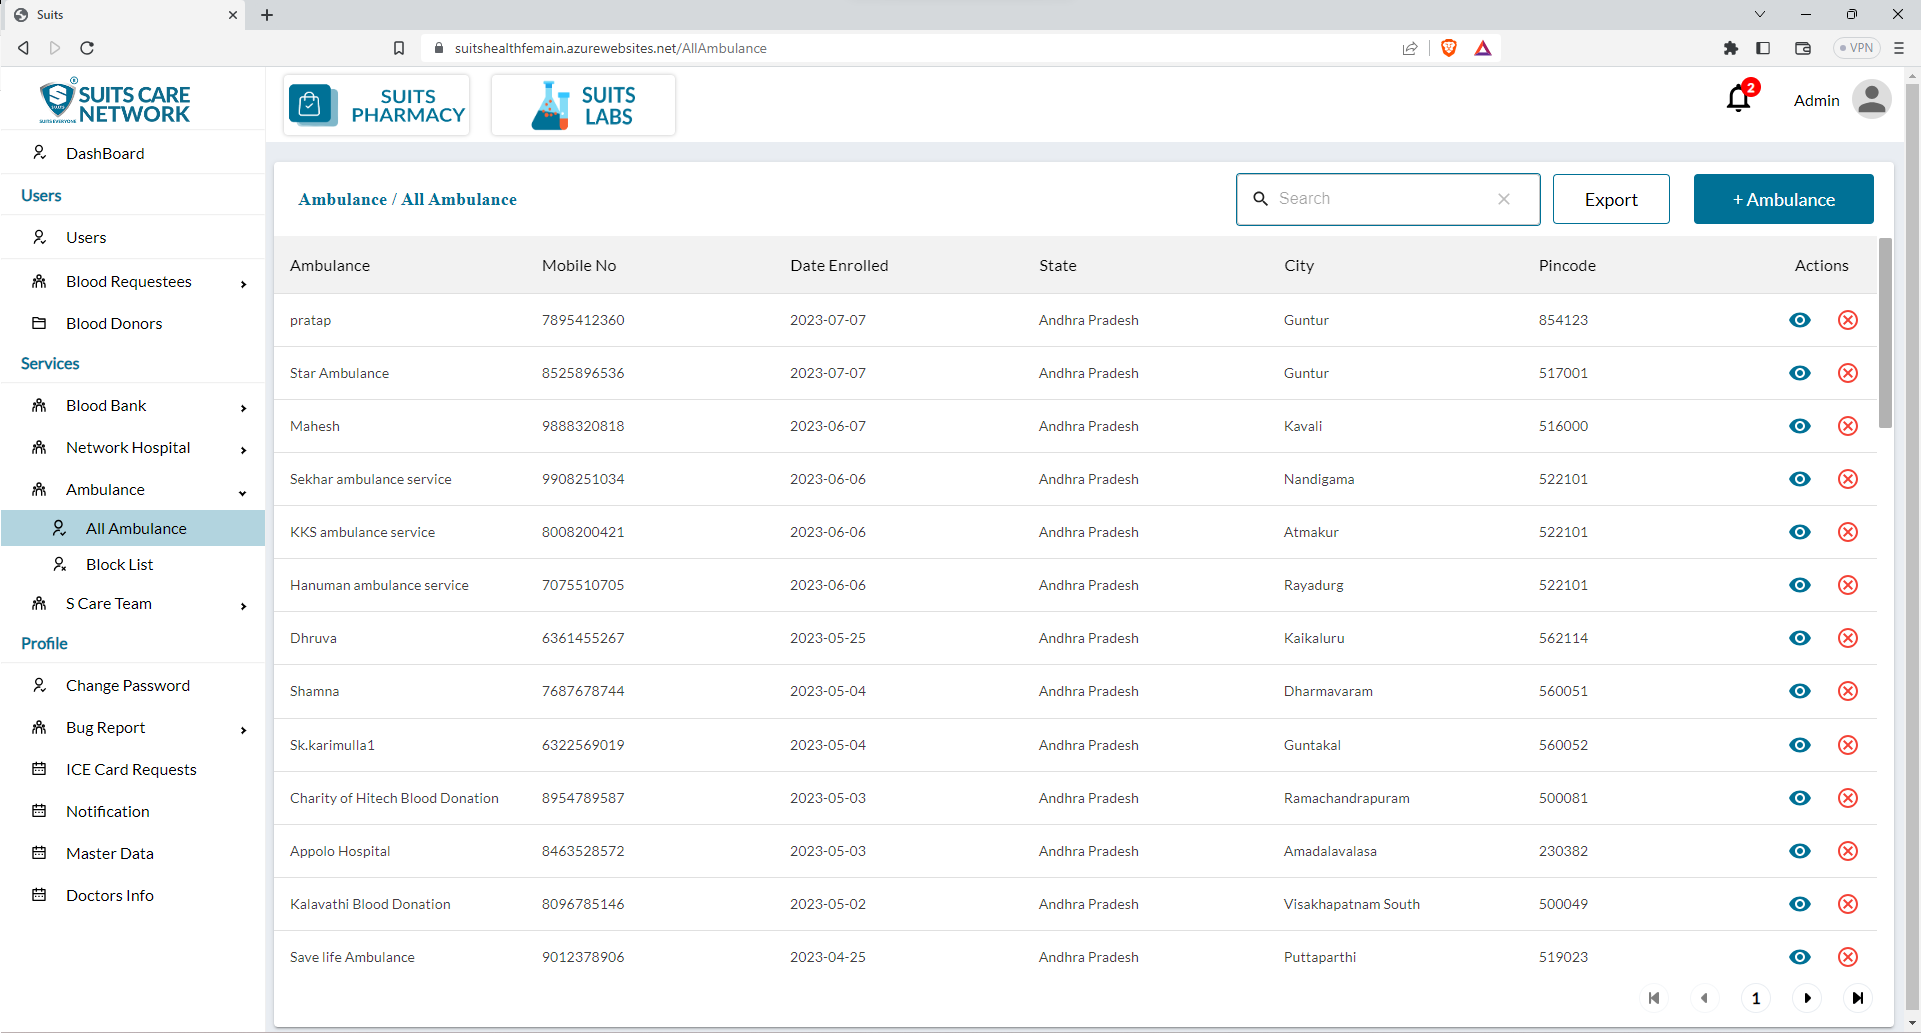 Suits
suitshealthfemain.azurewebsites.net/AllAmbulance
VPN
SUITS CARE
NETWORK
SUITS
PHARMACY
SUITS
LABS
2
Admin
DashBoard
Users
Users
Blood Requestees
Blood Donors
Services
Blood Bank
Network Hospital
Ambulance
All Ambulance
Block List
S Care Team
Profile
Change Password
Bug Report
ICE Card Requests
Notification
Master Data
Doctors Info
Ambulance / All Ambulance
Search
Export
+ Ambulance
Ambulance Mobile No Date Enrolled State City Pincode Actions
pratap 7895412360 2023-07-07 Andhra Pradesh Guntur 854123
Star Ambulance 8525896536 2023-07-07 Andhra Pradesh Guntur 517001
Mahesh 9888320818 2023-06-07 Andhra Pradesh Kavali 516000
Sekhar ambulance service 9908251034 2023-06-06 Andhra Pradesh Nandigama 522101
KKS ambulance service 8008200421 2023-06-06 Andhra Pradesh Atmakur 522101
Hanuman ambulance service 7075510705 2023-06-06 Andhra Pradesh Rayadurg 522101
Dhruva 6361455267 2023-05-25 Andhra Pradesh Kaikaluru 562114
Shamna 7687678744 2023-05-04 Andhra Pradesh Dharmavaram 560051
Sk.karimulla1 6322569019 2023-05-04 Andhra Pradesh Guntakal 560052
Charity of Hitech Blood Donation 8954789587 2023-05-03 Andhra Pradesh Ramachandrapuram 500081
Appolo Hospital 8463528572 2023-05-03 Andhra Pradesh Amadalavalasa 230382
Kalavathi Blood Donation 8096785146 2023-05-02 Andhra Pradesh Visakhapatnam South 500049
Save life Ambulance 9012378906 2023-04-25 Andhra Pradesh Puttaparthi 519023
1